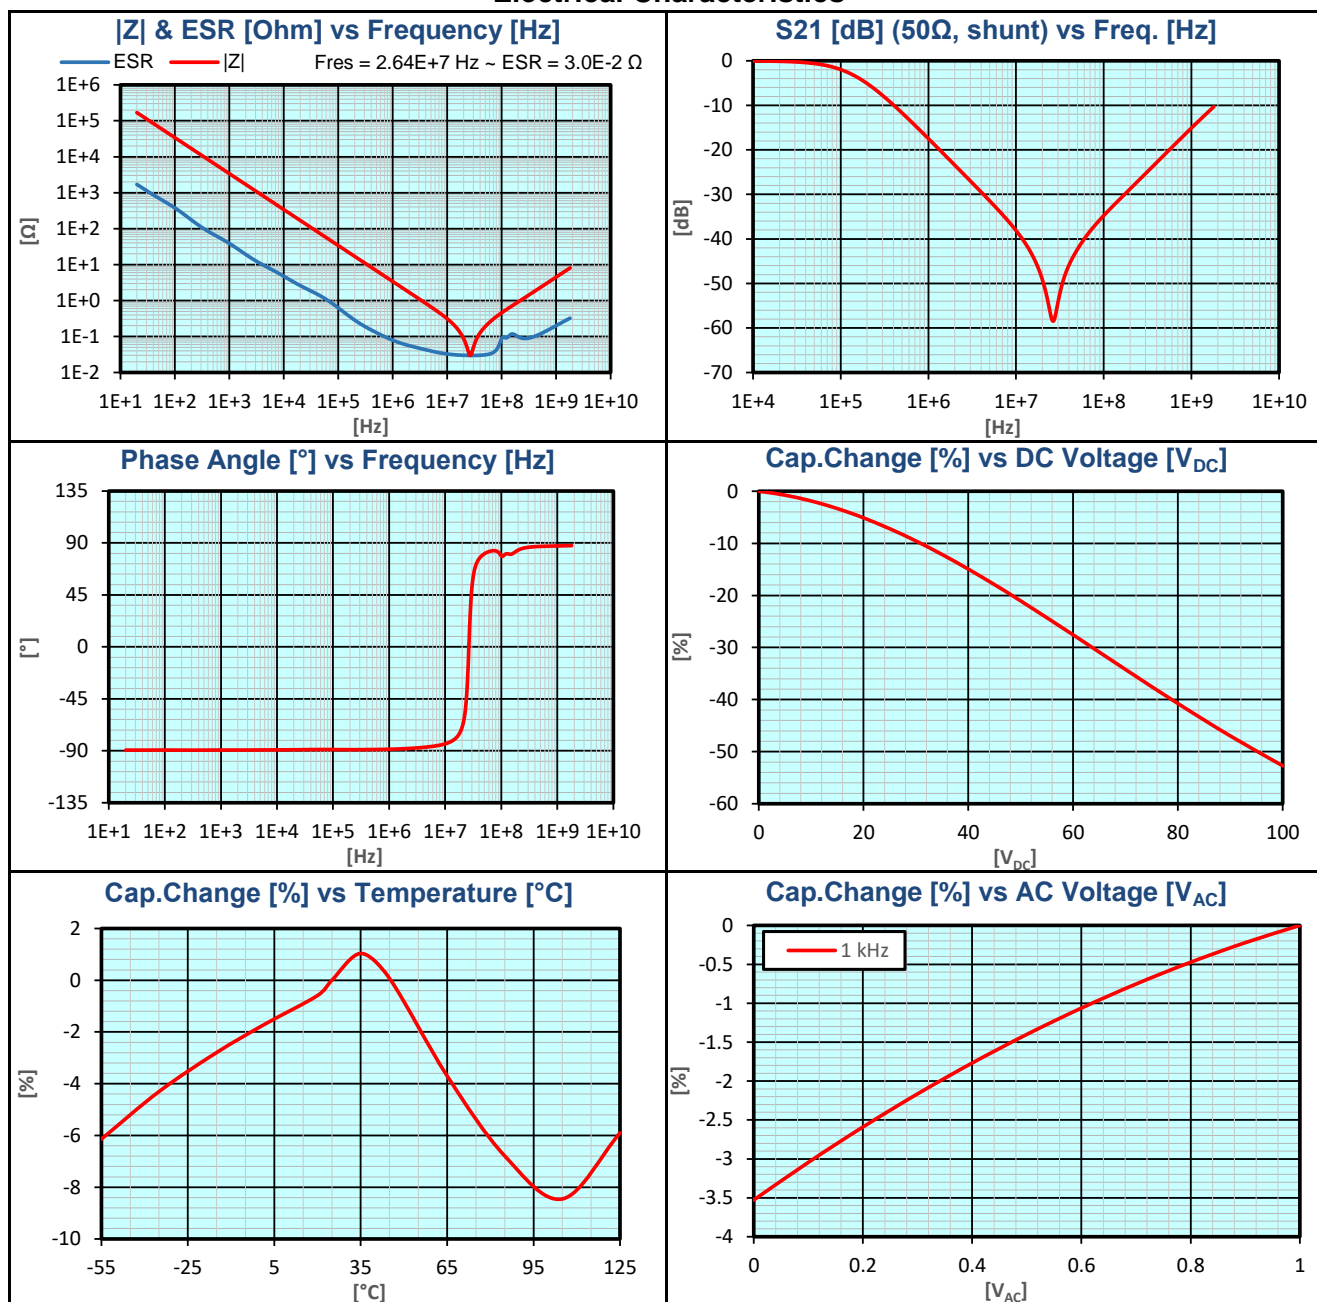 |Z| & ESR [Ohm] vs Frequency [Hz]
ESR |Z| Fres = 2.64E+7 Hz ~ ESR = 3.0E-2 Ω
1E+6
1E+5
1E+4
1E+3
1E+2
1E+1
1E+0
1E-1
1E-2
[Ω]
1E+1 1E+2 1E+3 1E+4 1E+5 1E+6 1E+7 1E+8 1E+9 1E+10
[Hz]
S21 [dB] (50Ω, shunt) vs Freq. [Hz]
0
-10
-20
-30
-40
-50
-60
-70
[dB]
1E+4 1E+5 1E+6 1E+7 1E+8 1E+9 1E+10
[Hz]
Phase Angle [°] vs Frequency [Hz]
135
90
45
0
-45
-90
-135
[°]
1E+1 1E+2 1E+3 1E+4 1E+5 1E+6 1E+7 1E+8 1E+9 1E+10
[Hz]
Cap.Change [%] vs DC Voltage [VDC]
0
-10
-20
-30
-40
-50
-60
[%]
0 20 40 60 80 100
[VDC]
Cap.Change [%] vs Temperature [°C]
2
0
-2
-4
-6
-8
-10
[%]
-55 -25 5 35 65 95 125
[°C]
Cap.Change [%] vs AC Voltage [VAC]
1 kHz
0
-0.5
-1
-1.5
-2
-2.5
-3
-3.5
-4
[%]
0 0.2 0.4 0.6 0.8 1
[VAC]